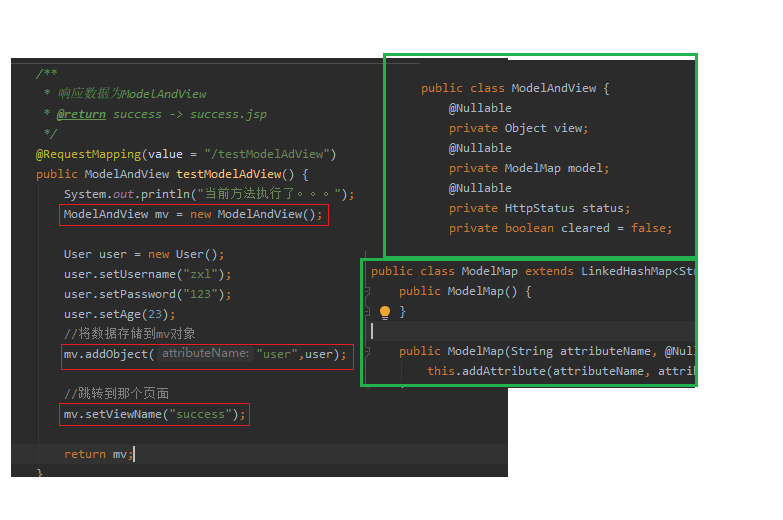 /**
* 响应数据为ModelAndView
* @return success -> success.jsp
*/
@RequestMapping(value = "/testModelAdView")
public ModelAndView testModelAdView() {
System.out.println("当前方法执行了。。。");
ModelAndView mv = new ModelAndView();
User user = new User();
user.setUsername("zxl");
user.setPassword("123");
user.setAge(23);
//将数据存储到mv对象
mv.addObject( attributeName: "user",user);
//跳转到那个页面
mv.setViewName("success");
return mv;
}
public class ModelAndView {
@Nullable
private Object view;
@Nullable
private ModelMap model;
@Nullable
private HttpStatus status;
private boolean cleared = false;
public class ModelMap extends LinkedHashMap<Str
public ModelMap() {
}
public ModelMap(String attributeName, @Nul
this.addAttribute(attributeName, attrib